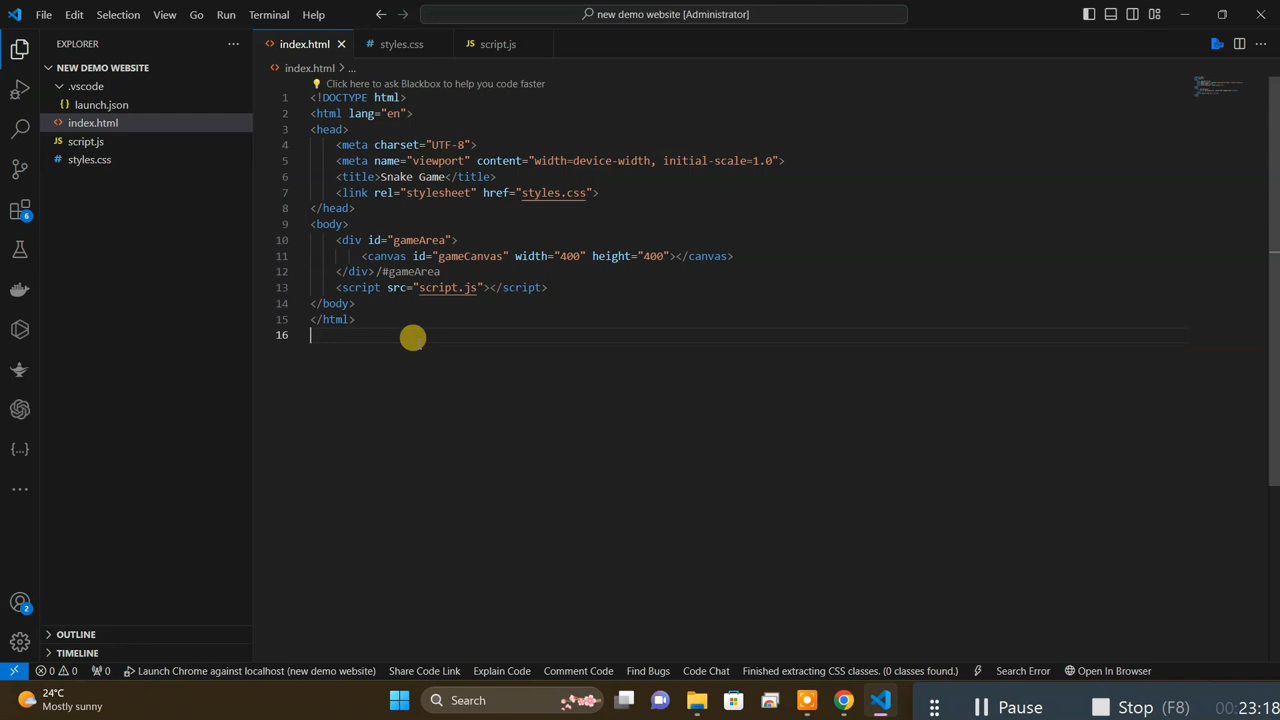 File Edit Selection View Go Run Terminal Help
new demo website [Administrator]
EXPLORER
NEW DEMO WEBSITE
.vscode
{} launch.json
<> index.html
JS script.js
# styles.css
OUTLINE
TIMELINE
<> index.html
# styles.css
JS script.js
<> index.html > ...
Click here to ask Blackbox to help you code faster
1 <!DOCTYPE html>
2 <html lang="en">
3 <head>
4 <meta charset="UTF-8">
5 <meta name="viewport" content="width=device-width, initial-scale=1.0">
6 <title>Snake Game</title>
7 <link rel="stylesheet" href="styles.css">
8 </head>
9 <body>
10 <div id="gameArea">
11 <canvas id="gameCanvas" width="400" height="400"></canvas>
12 </div>/#gameArea
13 <script src="script.js"></script>
14 </body>
15 </html>
16
6
{...}
2
0 0 0 Launch Chrome against localhost (new demo website) Share Code Link Explain Code Comment Code Find Bugs Code Chat Finished extracting CSS classes. (0 classes found.) Search Error Open In Browser
24°C
Mostly sunny
Search
Pause Stop (F8) 00:23:18